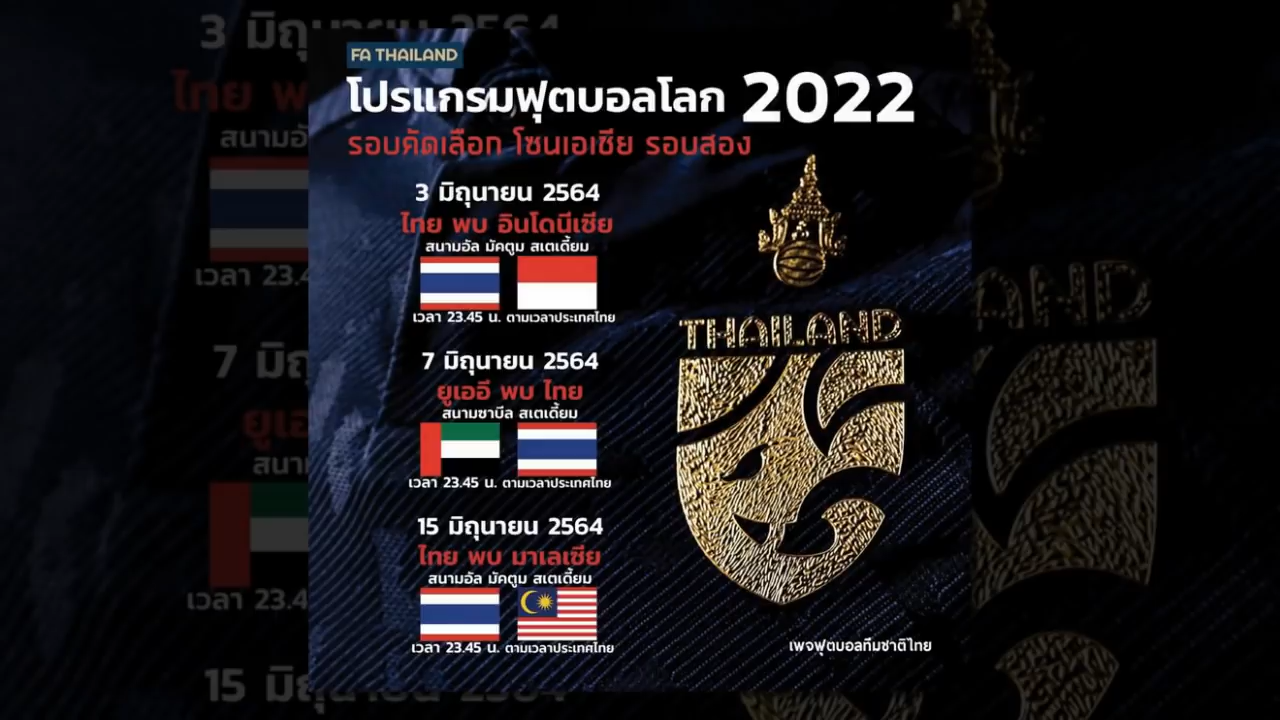 FA THAILAND
โปรแกรมฟุตบอลโลก 2022
รอบคัดเลือก โซนเอเชีย รอบสอง
3 มิถุนายน 2564
ไทย พบ อินโดนีเซีย
สนามอัล มัคตูม สเตเดี้ยม
เวลา 23.45 น. ตามเวลาประเทศไทย
7 มิถุนายน 2564
ยูเออี พบ ไทย
สนามซาบีล สเตเดี้ยม
เวลา 23.45 น. ตามเวลาประเทศไทย
15 มิถุนายน 2564
ไทย พบ มาเลเซีย
สนามอัล มัคตูม สเตเดี้ยม
เวลา 23.45 น. ตามเวลาประเทศไทย
THAILAND
เพจฟุตบอลทีมชาติไทย